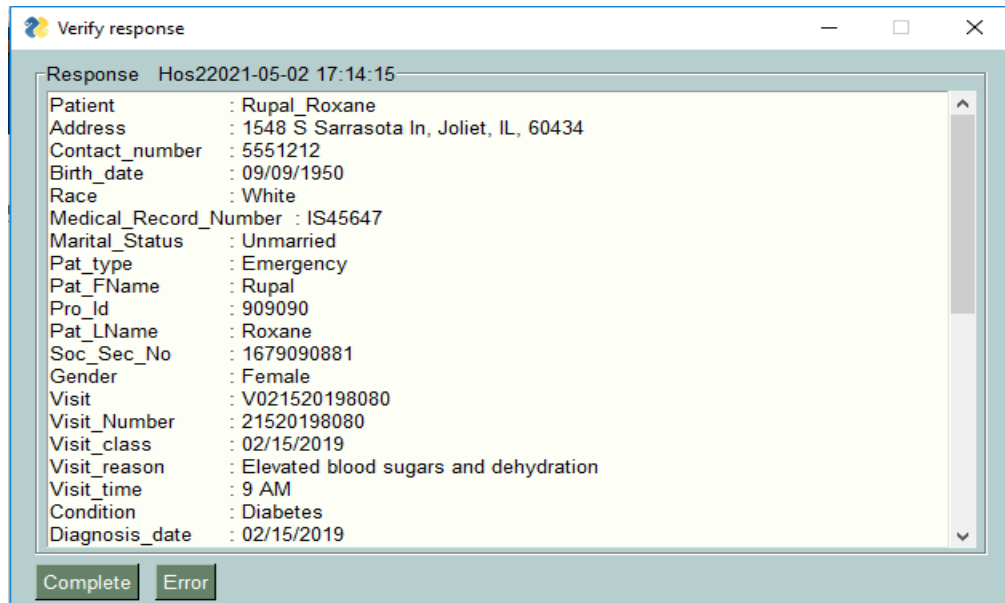 Verify response
Response Hos22021-05-02 17:14:15
Patient : Rupal_Roxane
Address : 1548 S Sarrasota ln, Joliet, IL, 60434
Contact_number : 5551212
Birth_date : 09/09/1950
Race : White
Medical_Record_Number : IS45647
Marital_Status : Unmarried
Pat_type : Emergency
Pat_FName : Rupal
Pro_Id : 909090
Pat_LName : Roxane
Soc_Sec_No : 1679090881
Gender : Female
Visit : V021520198080
Visit_Number : 21520198080
Visit_class : 02/15/2019
Visit_reason : Elevated blood sugars and dehydration
Visit_time : 9 AM
Condition : Diabetes
Diagnosis_date : 02/15/2019
Complete Error